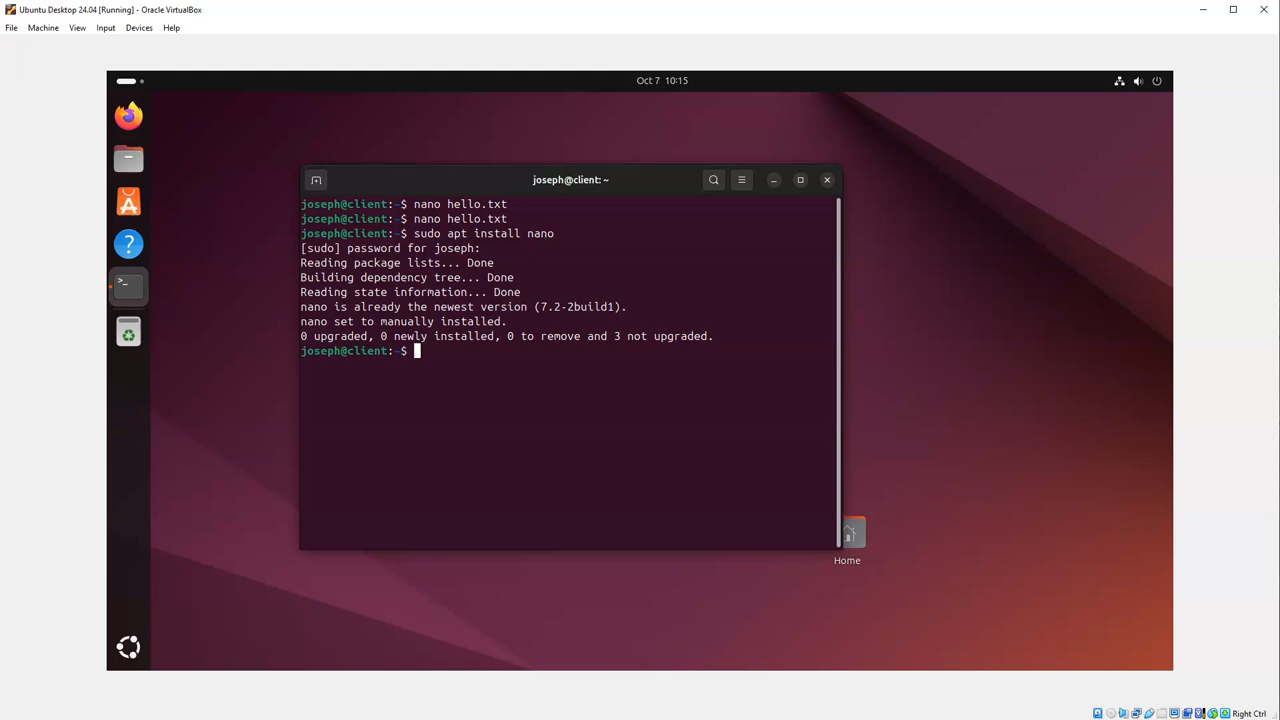 Ubuntu Desktop 24.04 [Running] - Oracle VirtualBox
File Machine View Input Devices Help
Oct 7 10:15
joseph@client: ~
joseph@client:~$ nano hello.txt
joseph@client:~$ nano hello.txt
joseph@client:~$ sudo apt install nano
[sudo] password for joseph:
Reading package lists... Done
Building dependency tree... Done
Reading state information... Done
nano is already the newest version (7.2-2build1).
nano set to manually installed.
0 upgraded, 0 newly installed, 0 to remove and 3 not upgraded.
joseph@client:~$
Home
Right Ctrl